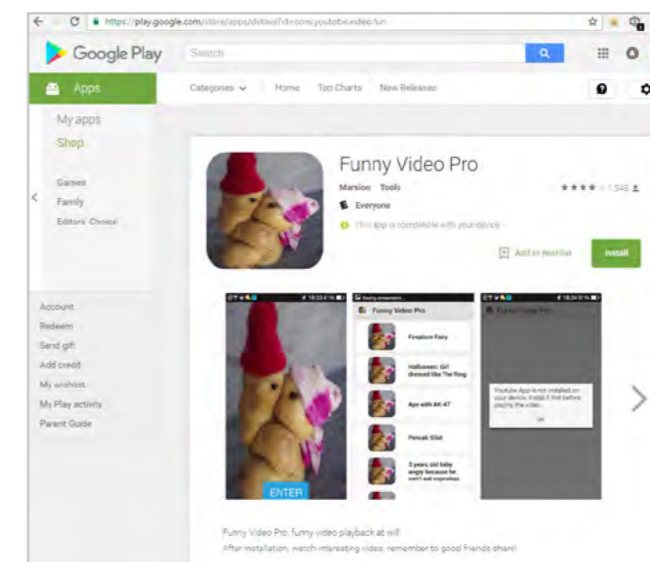 https://play.google.com/store/apps/details?id=com.youtobe.video.fun
Google Play
Search
Apps
Categories
Home
Top Charts
New Releases
My apps
Shop
Games
Family
Editors' Choice
Account
Redeem
Send gift
Add credit
My wishlist
My Play activity
Parent Guide
Funny Video Pro
Marsion Tools
Everyone
This app is compatible with your device.
Add to Wishlist
Install
ENTER
Saving screenshot...
Funny Video Pro
Fireplace Fairy
Halloween: Girl
dressed like The Ring
Ape with AK-47
Pencak Silat
3 years old baby
angry because he
can't eat cupcakes
Funny Video Pro
Youtube App is not installed on
your device. Install it first before
playing the video.
OK
Funny Video Pro, funny video playback at will.
After installation, watch interesting video, remember to good friends share!